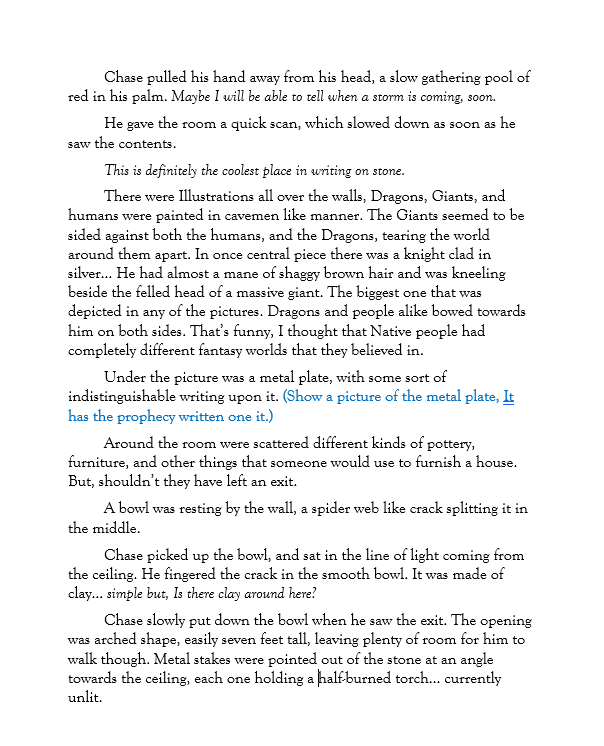 Chase pulled his hand away from his head, a slow gathering pool of
red in his palm. Maybe I will be able to tell when a storm is coming, soon.
He gave the room a quick scan, which slowed down as soon as he
saw the contents.
This is definitely the coolest place in writing on stone.
There were Illustrations all over the walls, Dragons, Giants, and
humans were painted in cavemen like manner. The Giants seemed to be
sided against both the humans, and the Dragons, tearing the world
around them apart. In once central piece there was a knight clad in
silver... He had almost a mane of shaggy brown hair and was kneeling
beside the felled head of a massive giant. The biggest one that was
depicted in any of the pictures. Dragons and people alike bowed towards
him on both sides. That's funny, I thought that Native people had
completely different fantasy worlds that they believed in.
Under the picture was a metal plate, with some sort of
indistinguishable writing upon it. (Show a picture of the metal plate, It
has the prophecy written one it.)
Around the room were scattered different kinds of pottery,
furniture, and other things that someone would use to furnish a house.
But, shouldn't they have left an exit.
A bowl was resting by the wall, a spider web like crack splitting it in
the middle.
Chase picked up the bowl, and sat in the line of light coming from
the ceiling. He fingered the crack in the smooth bowl. It was made of
clay... simple but, Is there clay around here?
Chase slowly put down the bowl when he saw the exit. The opening
was arched shape, easily seven feet tall, leaving plenty of room for him to
walk though. Metal stakes were pointed out of the stone at an angle
towards the ceiling, each one holding a half-burned torch... currently
unlit.